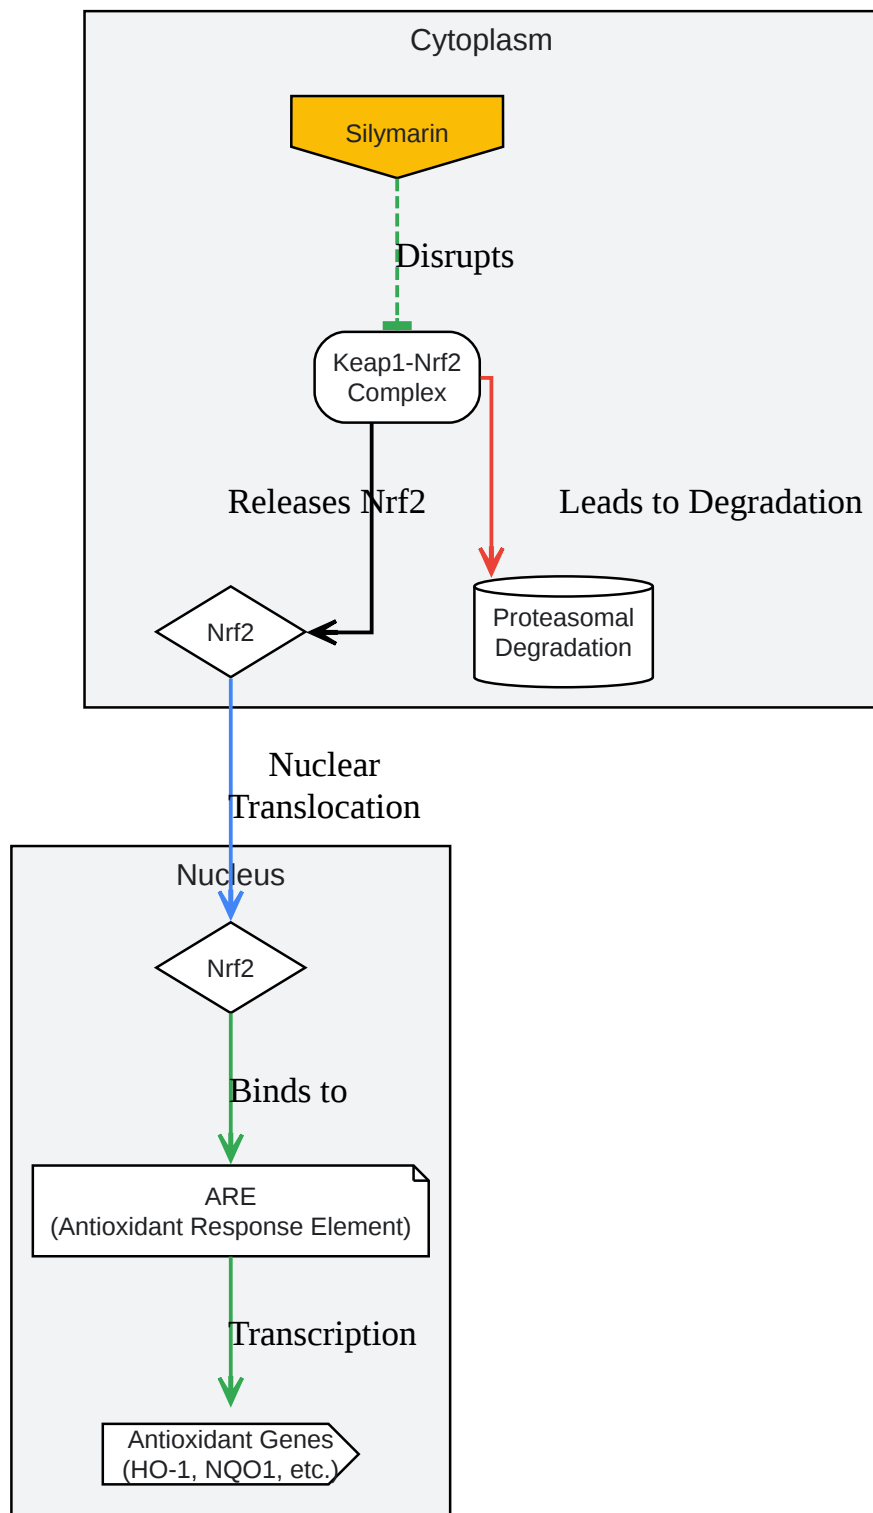 Cytoplasm
Silymarin
Disrupts
Keap1-Nrf2
Complex
Releases Nrf2
Leads to Degradation
Nrf2
Proteasomal
Degradation
Nuclear
Translocation
Nucleus
Nrf2
Binds to
ARE
(Antioxidant Response Element)
Transcription
Antioxidant Genes
(HO-1, NQO1, etc.)